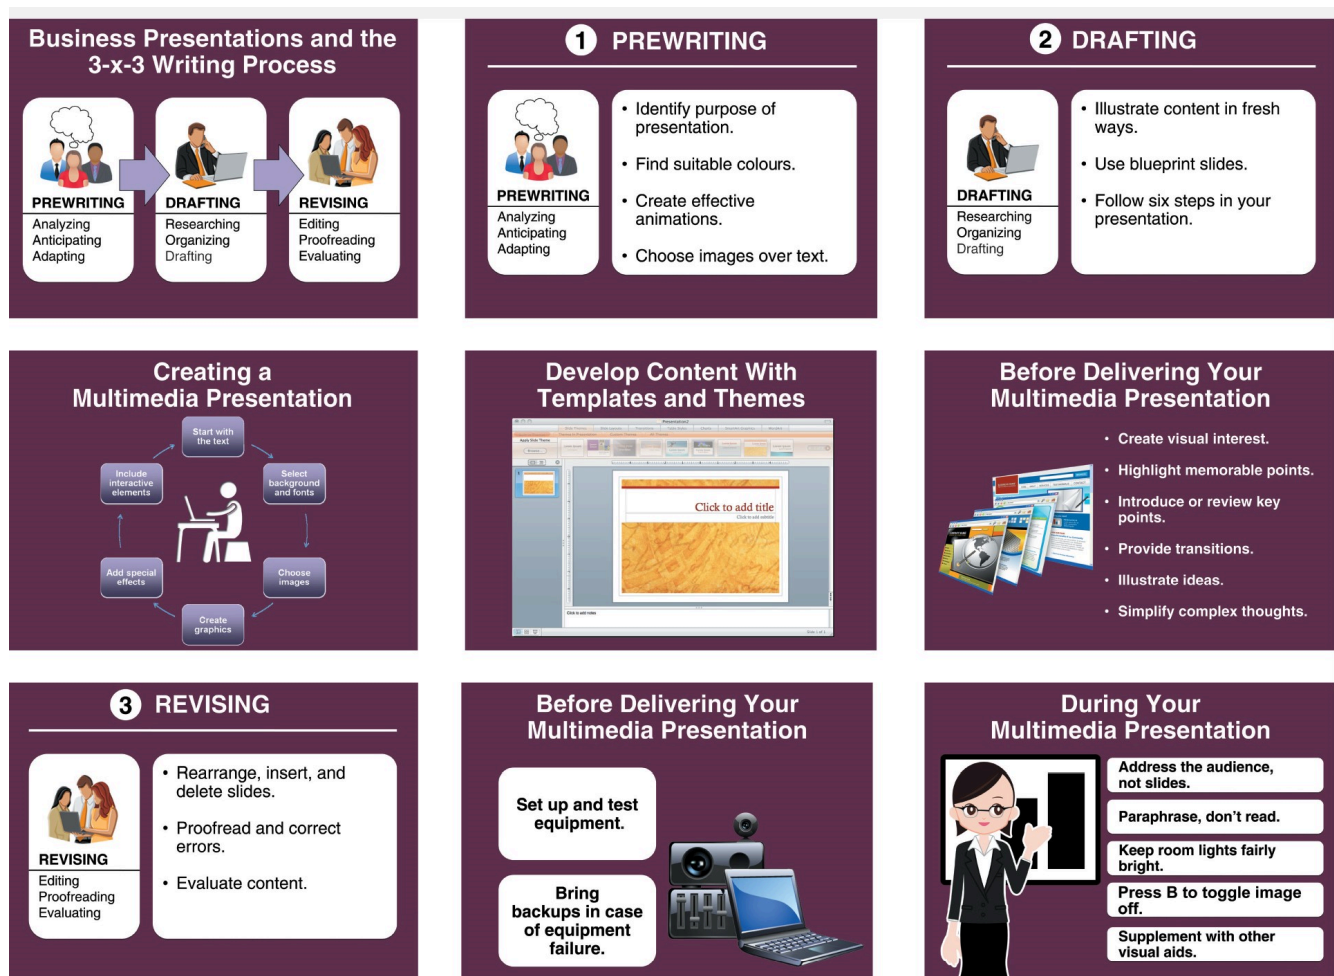 Business Presentations and the
3-x-3 Writing Process
PREWRITING
Analyzing
Anticipating
Adapting
DRAFTING
Researching
Organizing
Drafting
REVISING
Editing
Proofreading
Evaluating
1 PREWRITING
PREWRITING
Analyzing
Anticipating
Adapting
• Identify purpose of
presentation.
• Find suitable colours.
• Create effective
animations.
• Choose images over text.
2 DRAFTING
DRAFTING
Researching
Organizing
Drafting
• Illustrate content in fresh
ways.
• Use blueprint slides.
• Follow six steps in your
presentation.
Creating a
Multimedia Presentation
Start with
the text
Select
background
and fonts
Choose
images
Create
graphics
Add special
effects
Include
interactive
elements
Develop Content With
Templates and Themes
Click to add title
Click to add subtitle
Click to add notes
Before Delivering Your
Multimedia Presentation
• Create visual interest.
• Highlight memorable points.
• Introduce or review key
points.
• Provide transitions.
• Illustrate ideas.
• Simplify complex thoughts.
3 REVISING
REVISING
Editing
Proofreading
Evaluating
• Rearrange, insert, and
delete slides.
• Proofread and correct
errors.
• Evaluate content.
Before Delivering Your
Multimedia Presentation
Set up and test
equipment.
Bring
backups in case
of equipment
failure.
During Your
Multimedia Presentation
Address the audience,
not slides.
Paraphrase, don't read.
Keep room lights fairly
bright.
Press B to toggle image
off.
Supplement with other
visual aids.